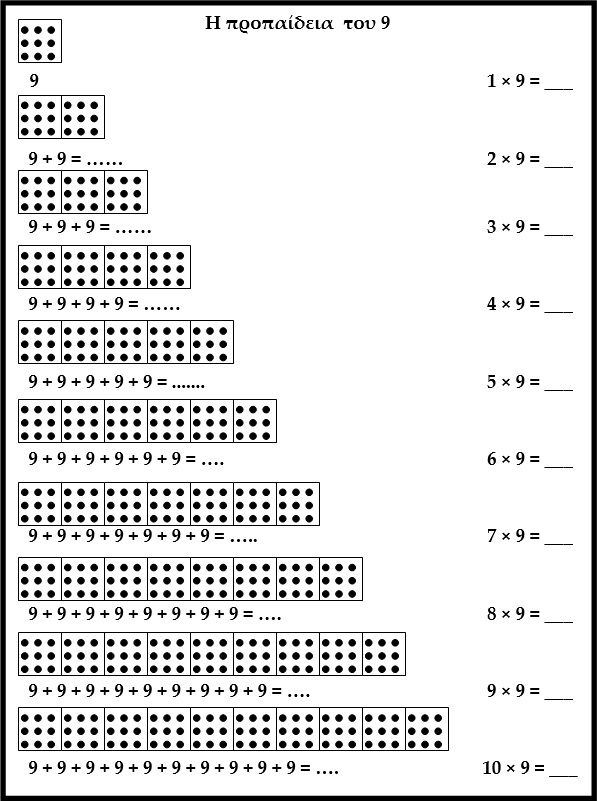 Η προπαίδεια του 9
9 1 × 9 = ___
9 + 9 = …… 2 × 9 = ___
9 + 9 + 9 = …… 3 × 9 = ___
9 + 9 + 9 + 9 = …… 4 × 9 = ___
9 + 9 + 9 + 9 + 9 = ....... 5 × 9 = ___
9 + 9 + 9 + 9 + 9 + 9 = …. 6 × 9 = ___
9 + 9 + 9 + 9 + 9 + 9 + 9 = ….. 7 × 9 = ___
9 + 9 + 9 + 9 + 9 + 9 + 9 + 9 = …. 8 × 9 = ___
9 + 9 + 9 + 9 + 9 + 9 + 9 + 9 + 9 = …. 9 × 9 = ___
9 + 9 + 9 + 9 + 9 + 9 + 9 + 9 + 9 + 9 = …. 10 × 9 = ___